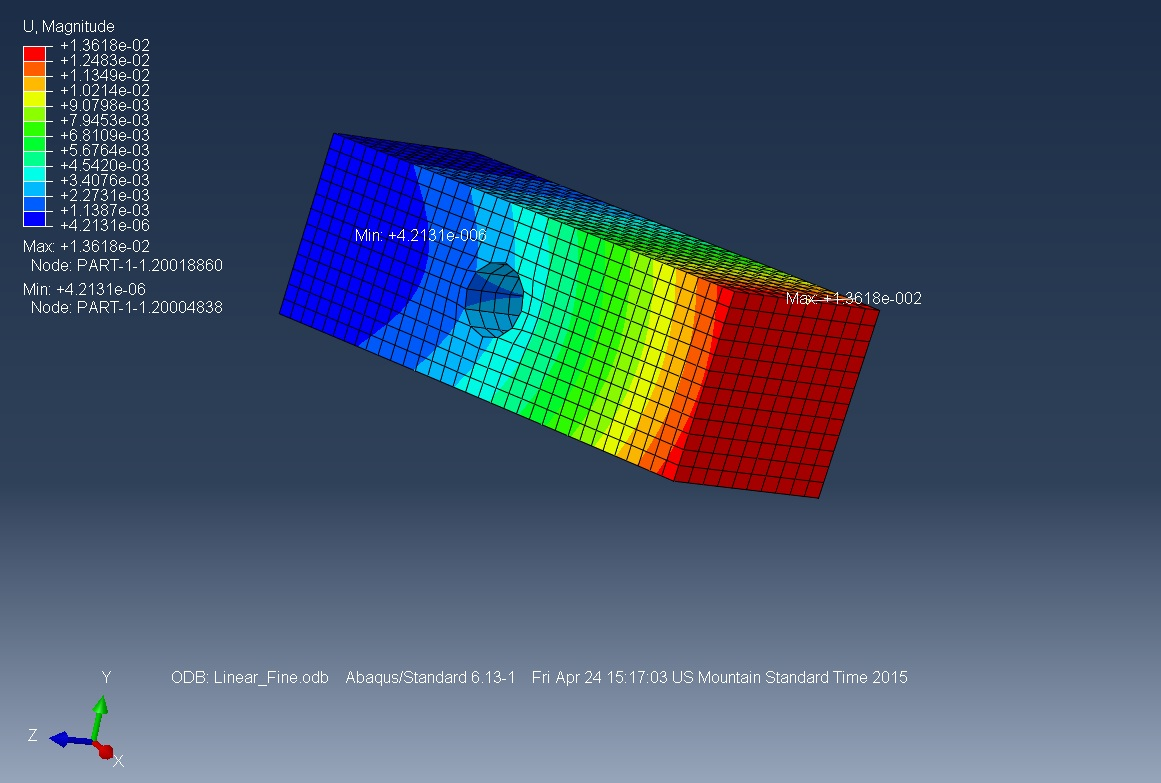 U, Magnitude
+1.3618e-02
+1.2483e-02
+1.1349e-02
+1.0214e-02
+9.0798e-03
+7.9453e-03
+6.8109e-03
+5.6764e-03
+4.5420e-03
+3.4076e-03
+2.2731e-03
+1.1387e-03
+4.2131e-06
Max: +1.3618e-02
Node: PART-1-1.20018860
Min: +4.2131e-06
Node: PART-1-1.20004838
Min: +4.2131e-006
Max: +1.3618e-002
Y
Z
X
ODB: Linear_Fine.odb    Abaqus/Standard 6.13-1    Fri Apr 24 15:17:03 US Mountain Standard Time 2015